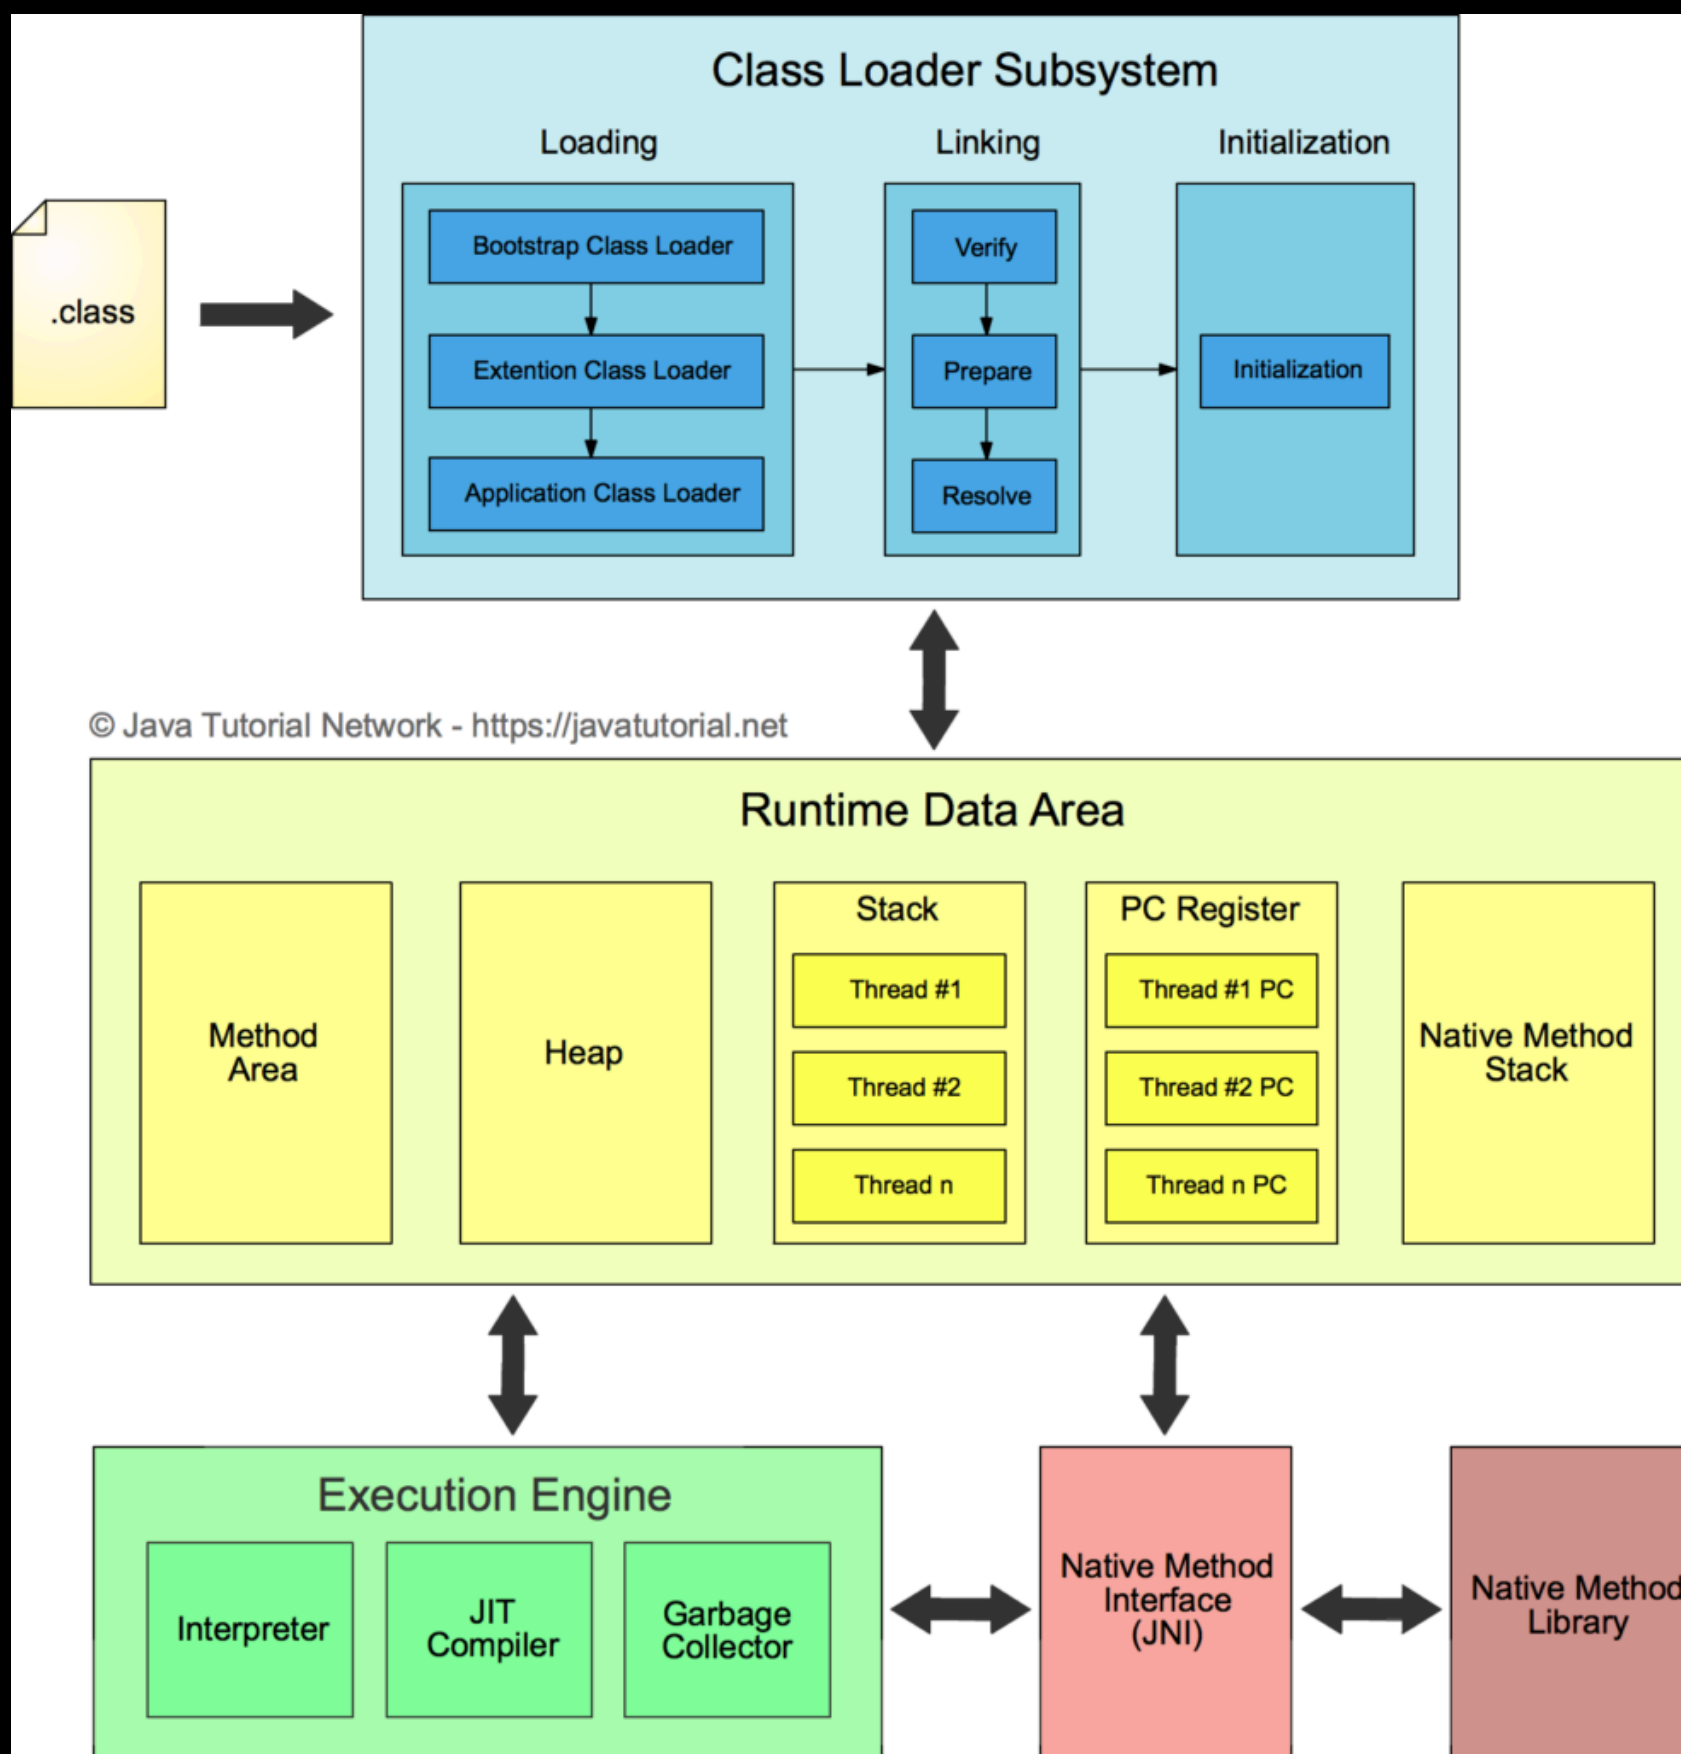 Class Loader Subsystem
Loading
Linking
Initialization
Bootstrap Class Loader
Extention Class Loader
Application Class Loader
Verify
Prepare
Resolve
Initialization
.class
© Java Tutorial Network - https://javatutorial.net
Runtime Data Area
Method
Area
Heap
Stack
Thread #1
Thread #2
Thread n
PC Register
Thread #1 PC
Thread #2 PC
Thread n PC
Native Method
Stack
Execution Engine
Interpreter
JIT
Compiler
Garbage
Collector
Native Method
Interface
(JNI)
Native Method
Library